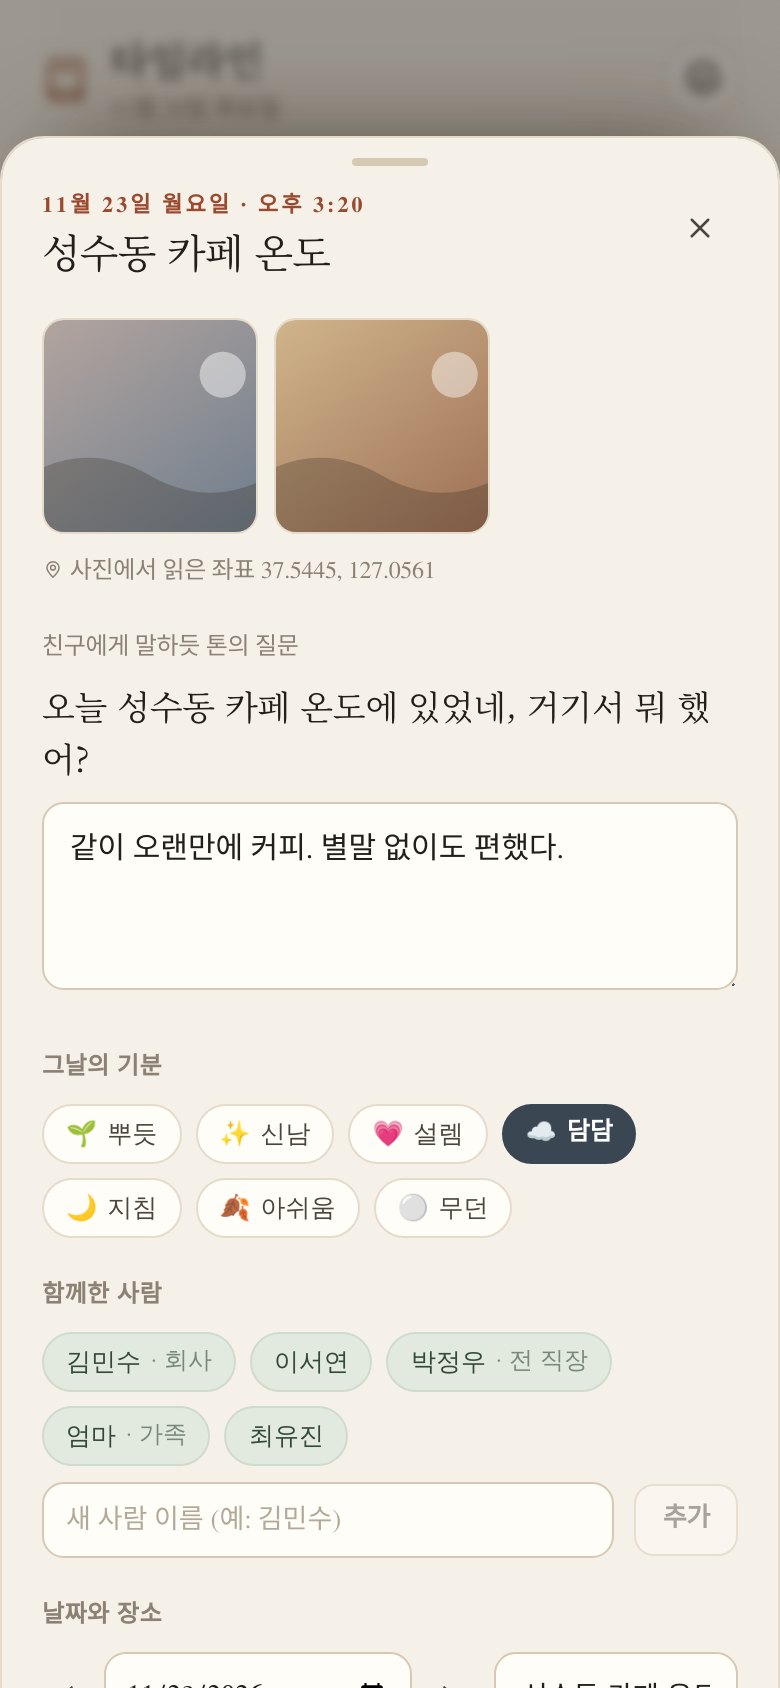 11월 23일 월요일 · 오후 3:20
성수동 카페 온도
사진에서 읽은 좌표 37.5445, 127.0561
친구에게 말하듯 톤의 질문
오늘 성수동 카페 온도에 있었네, 거기서 뭐 했
어?
같이 오랜만에 커피. 별말 없이도 편했다.
그날의 기분
🌱 뿌듯 ✨ 신남 💗 설렘 ☁️ 담담
🌙 지침 🍂 아쉬움 ⚪ 무던
함께한 사람
김민수 · 회사 이서연 박정우 · 전 직장
엄마 · 가족 최유진
새 사람 이름 (예: 김민수) 추가
날짜와 장소